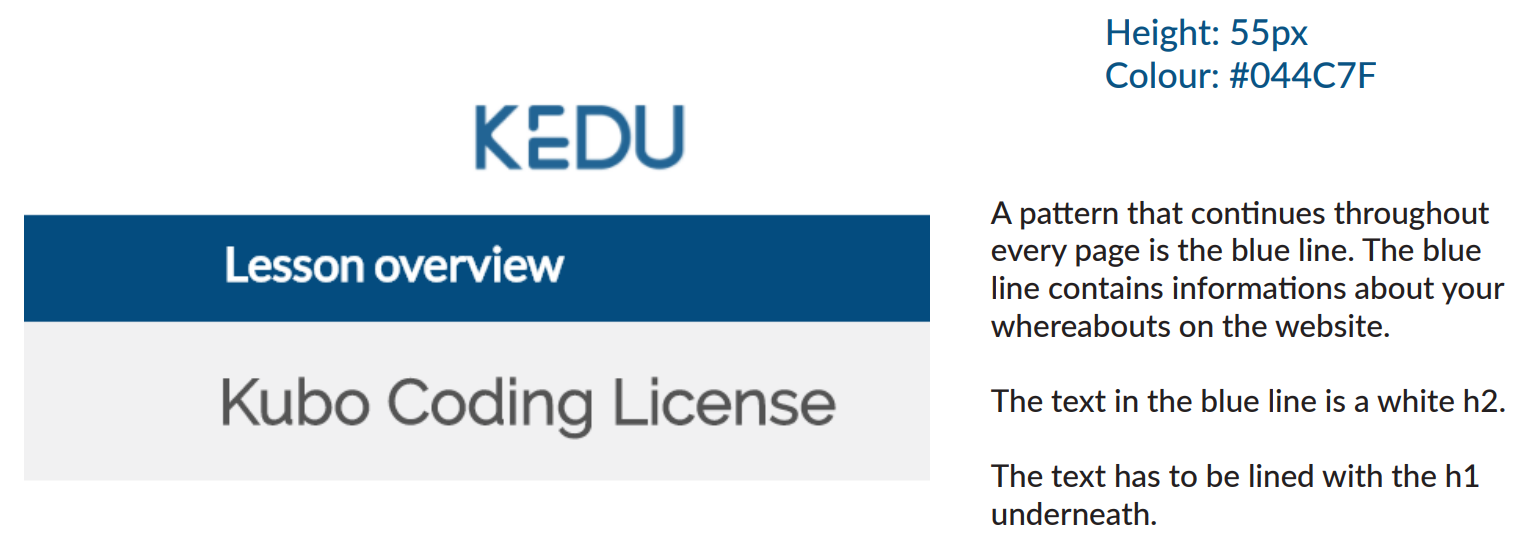 Height: 55px
Colour: #044C7F
KEDU
Lesson overview
Kubo Coding License
A pattern that continues throughout
every page is the blue line. The blue
line contains informations about your
whereabouts on the website.
The text in the blue line is a white h2.
The text has to be lined with the h1
underneath.